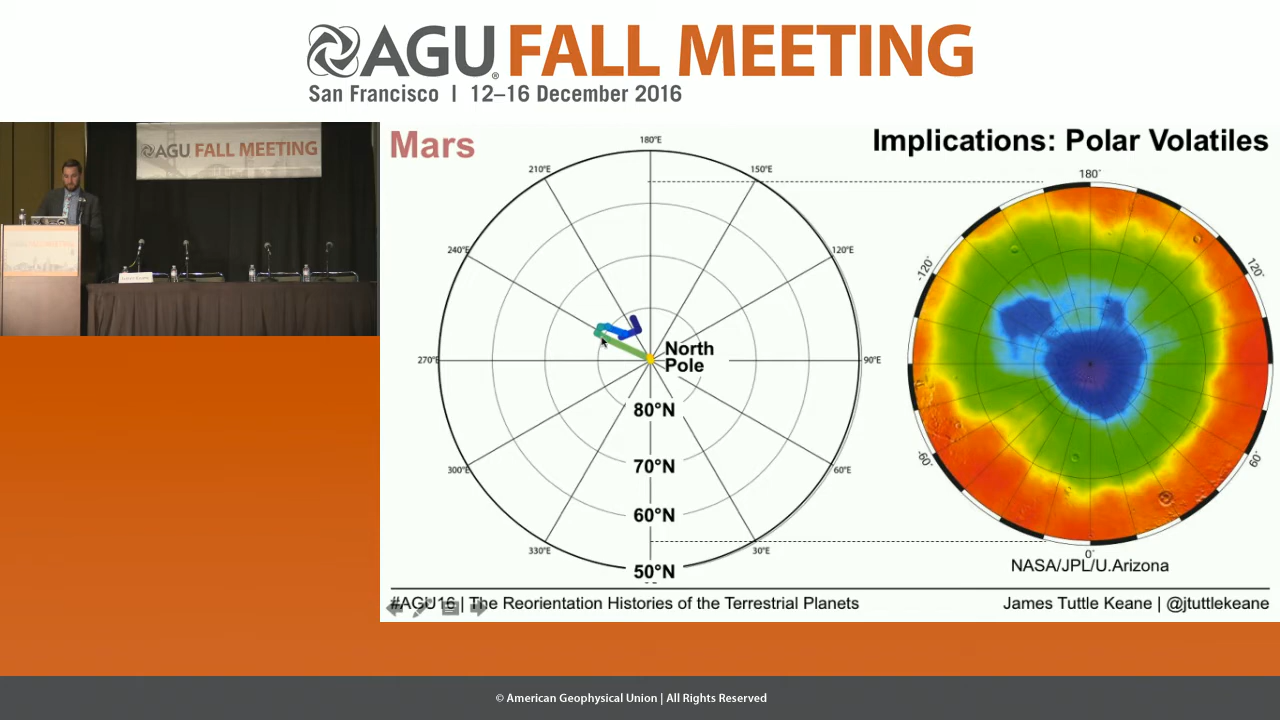 AGU FALL MEETING
®
San Francisco | 12–16 December 2016
AGU FALL MEETING
FALL MEETING
Mars
Implications: Polar Volatiles
180°E
210°E
150°E
240°E
120°E
270°E
90°E
300°E
60°E
330°E
30°E
North
Pole
80°N
70°N
60°N
50°N
180°
-120°
120°
-60°
60°
0°
NASA/JPL/U.Arizona
#AGU16 | The Reorientation Histories of the Terrestrial Planets
James Tuttle Keane | @jtuttlekeane
© American Geophysical Union | All Rights Reserved